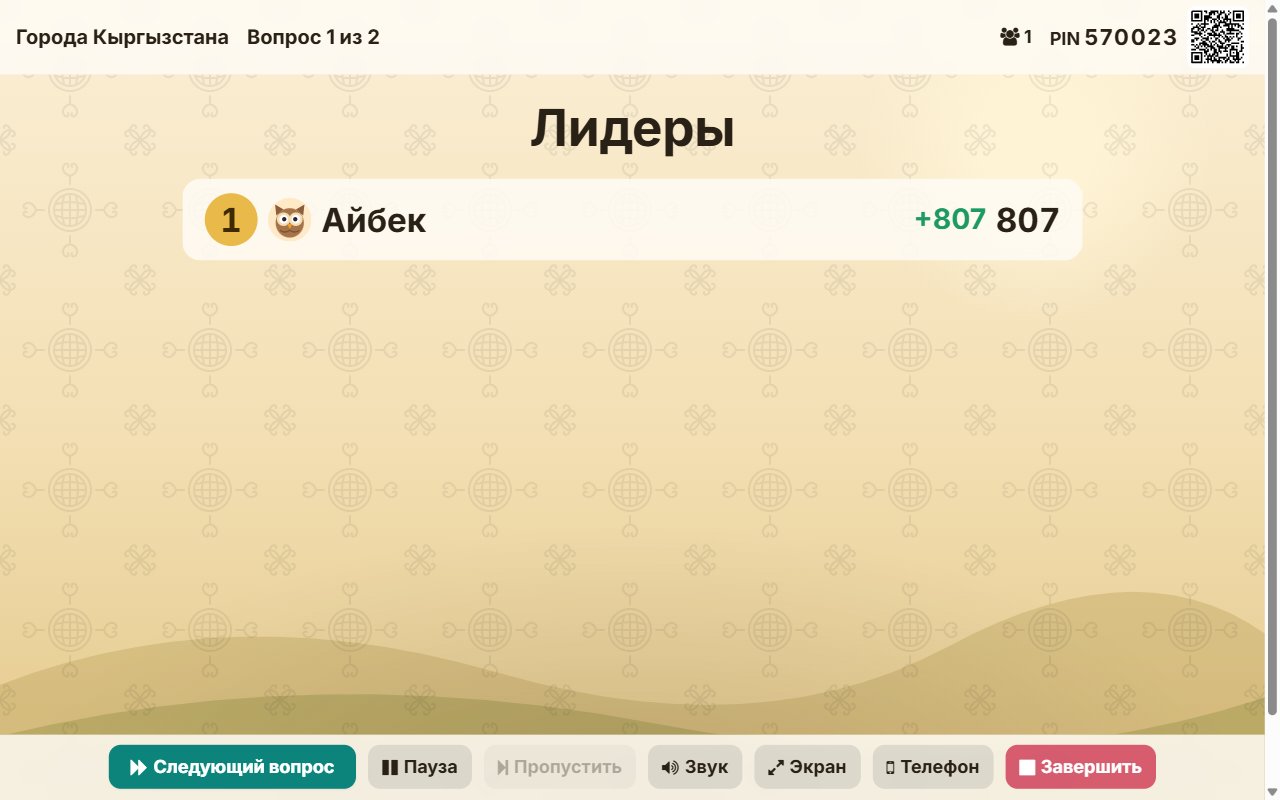 Города Кыргызстана Вопрос 1 из 2 1 PIN 570023
Лидеры
1 Айбек +807 807
Следующий вопрос Пауза Пропустить Звук Экран Телефон Завершить